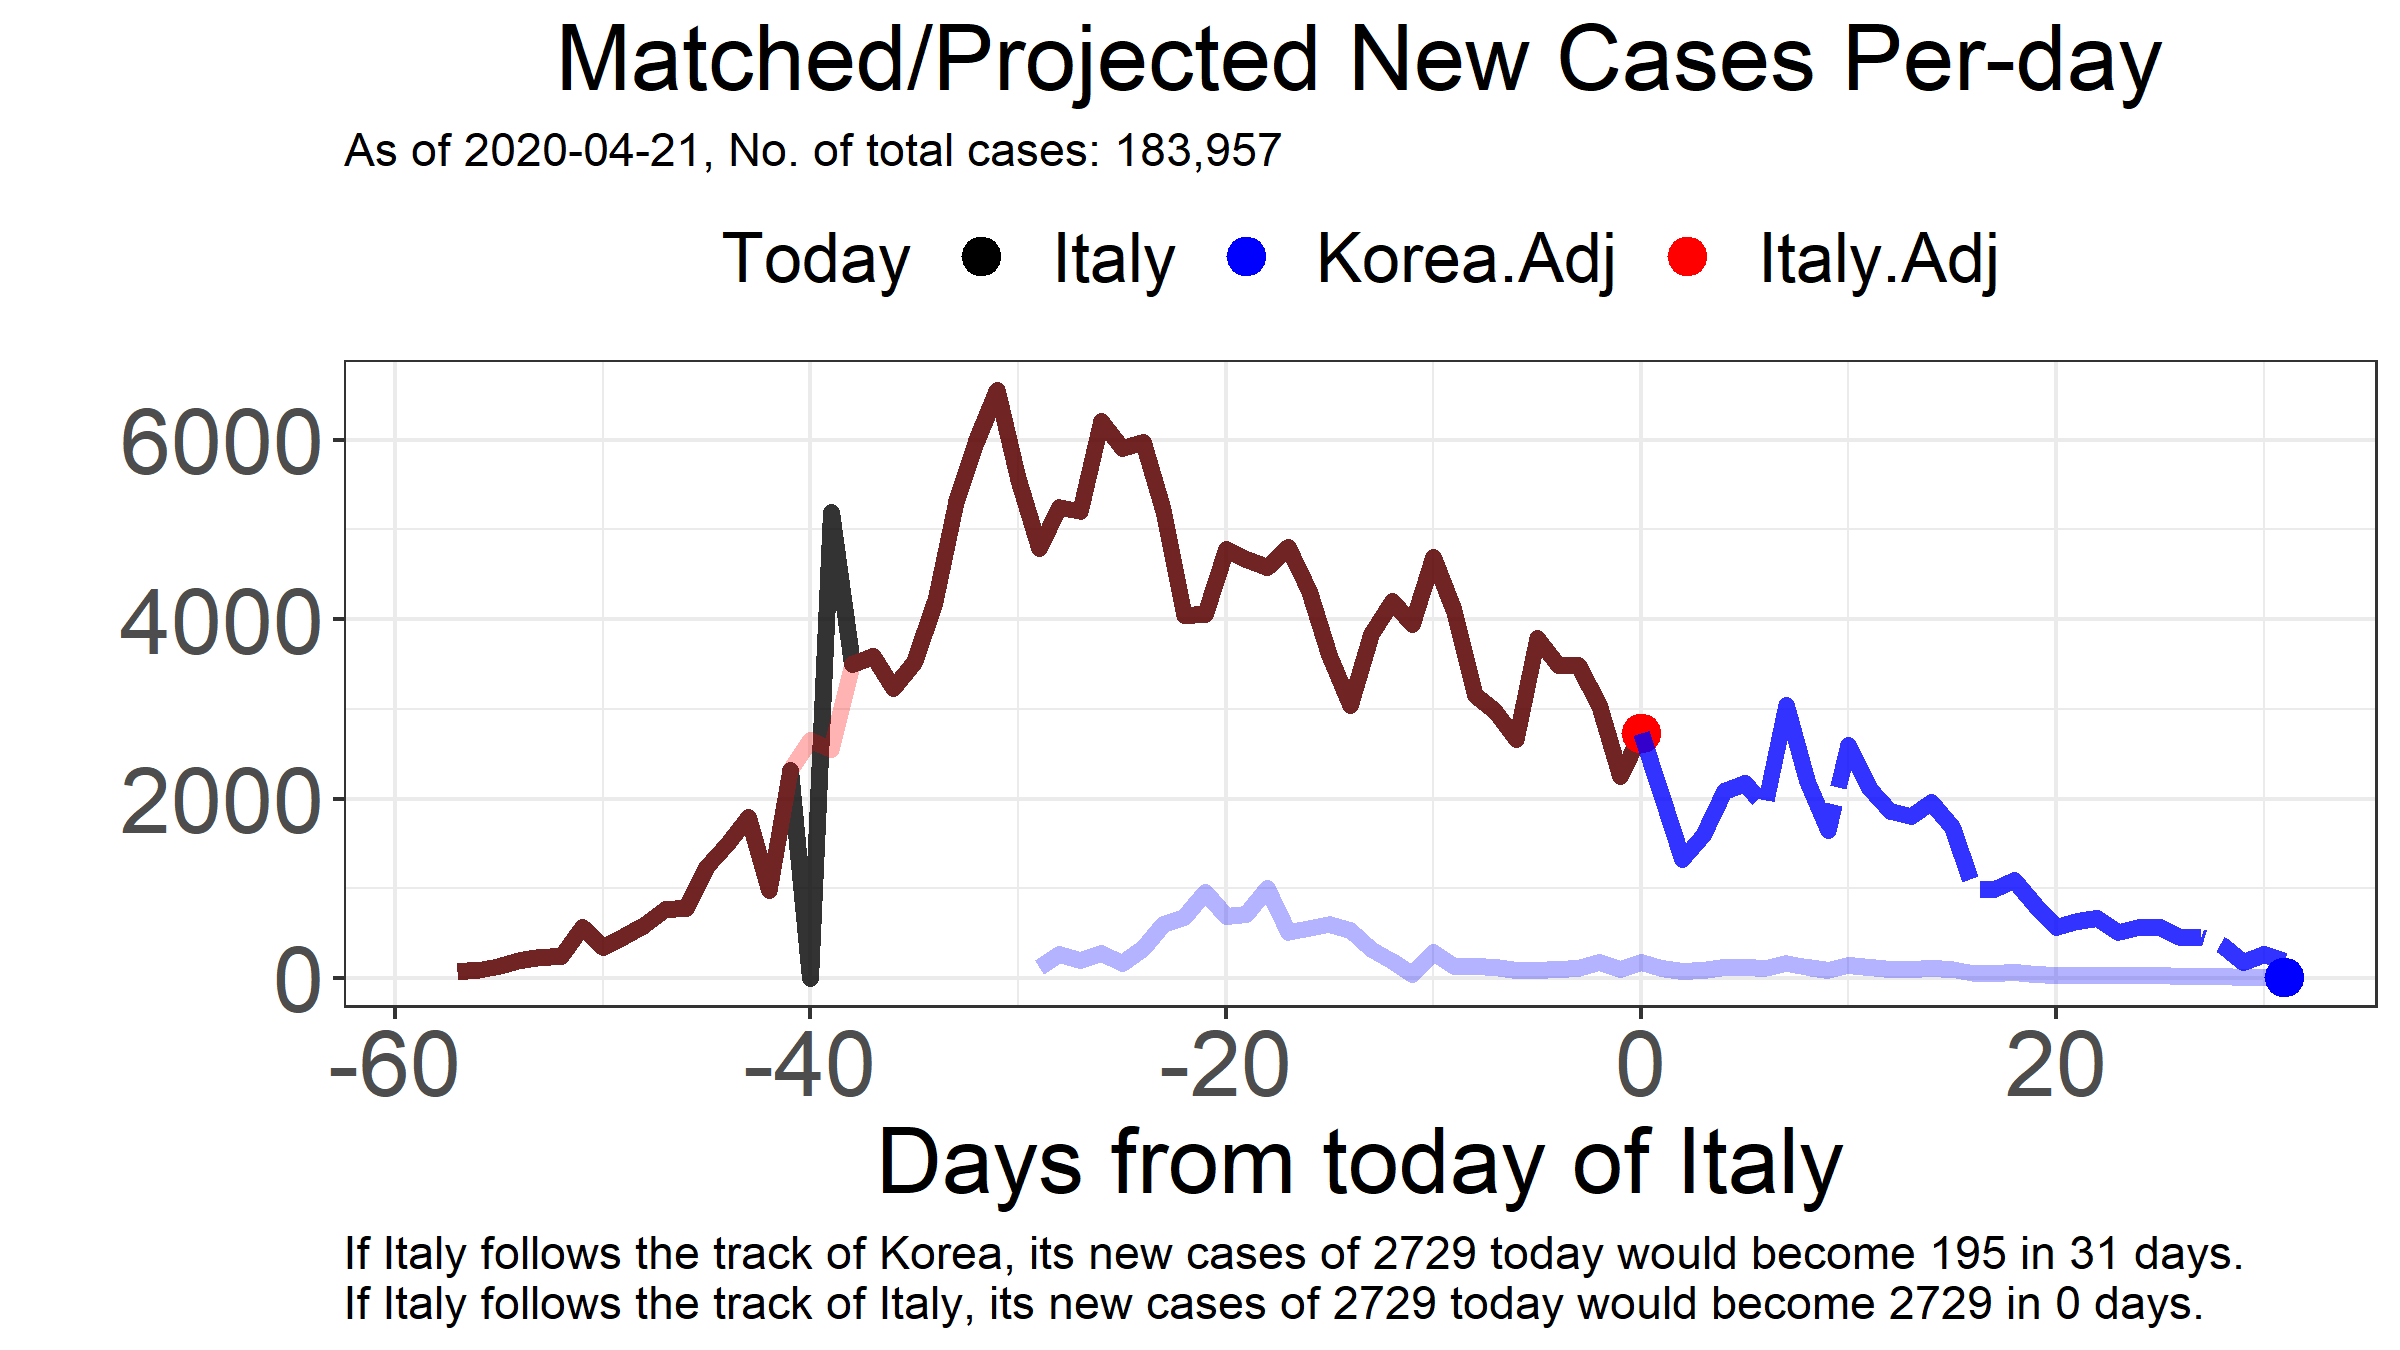 Matched/Projected New Cases Per-day
As of 2020-04-21, No. of total cases: 183,957
Today Italy Korea.Adj Italy.Adj
6000
4000
2000
0
-60 -40 -20 0 20
Days from today of Italy
If Italy follows the track of Korea, its new cases of 2729 today would become 195 in 31 days.
If Italy follows the track of Italy, its new cases of 2729 today would become 2729 in 0 days.